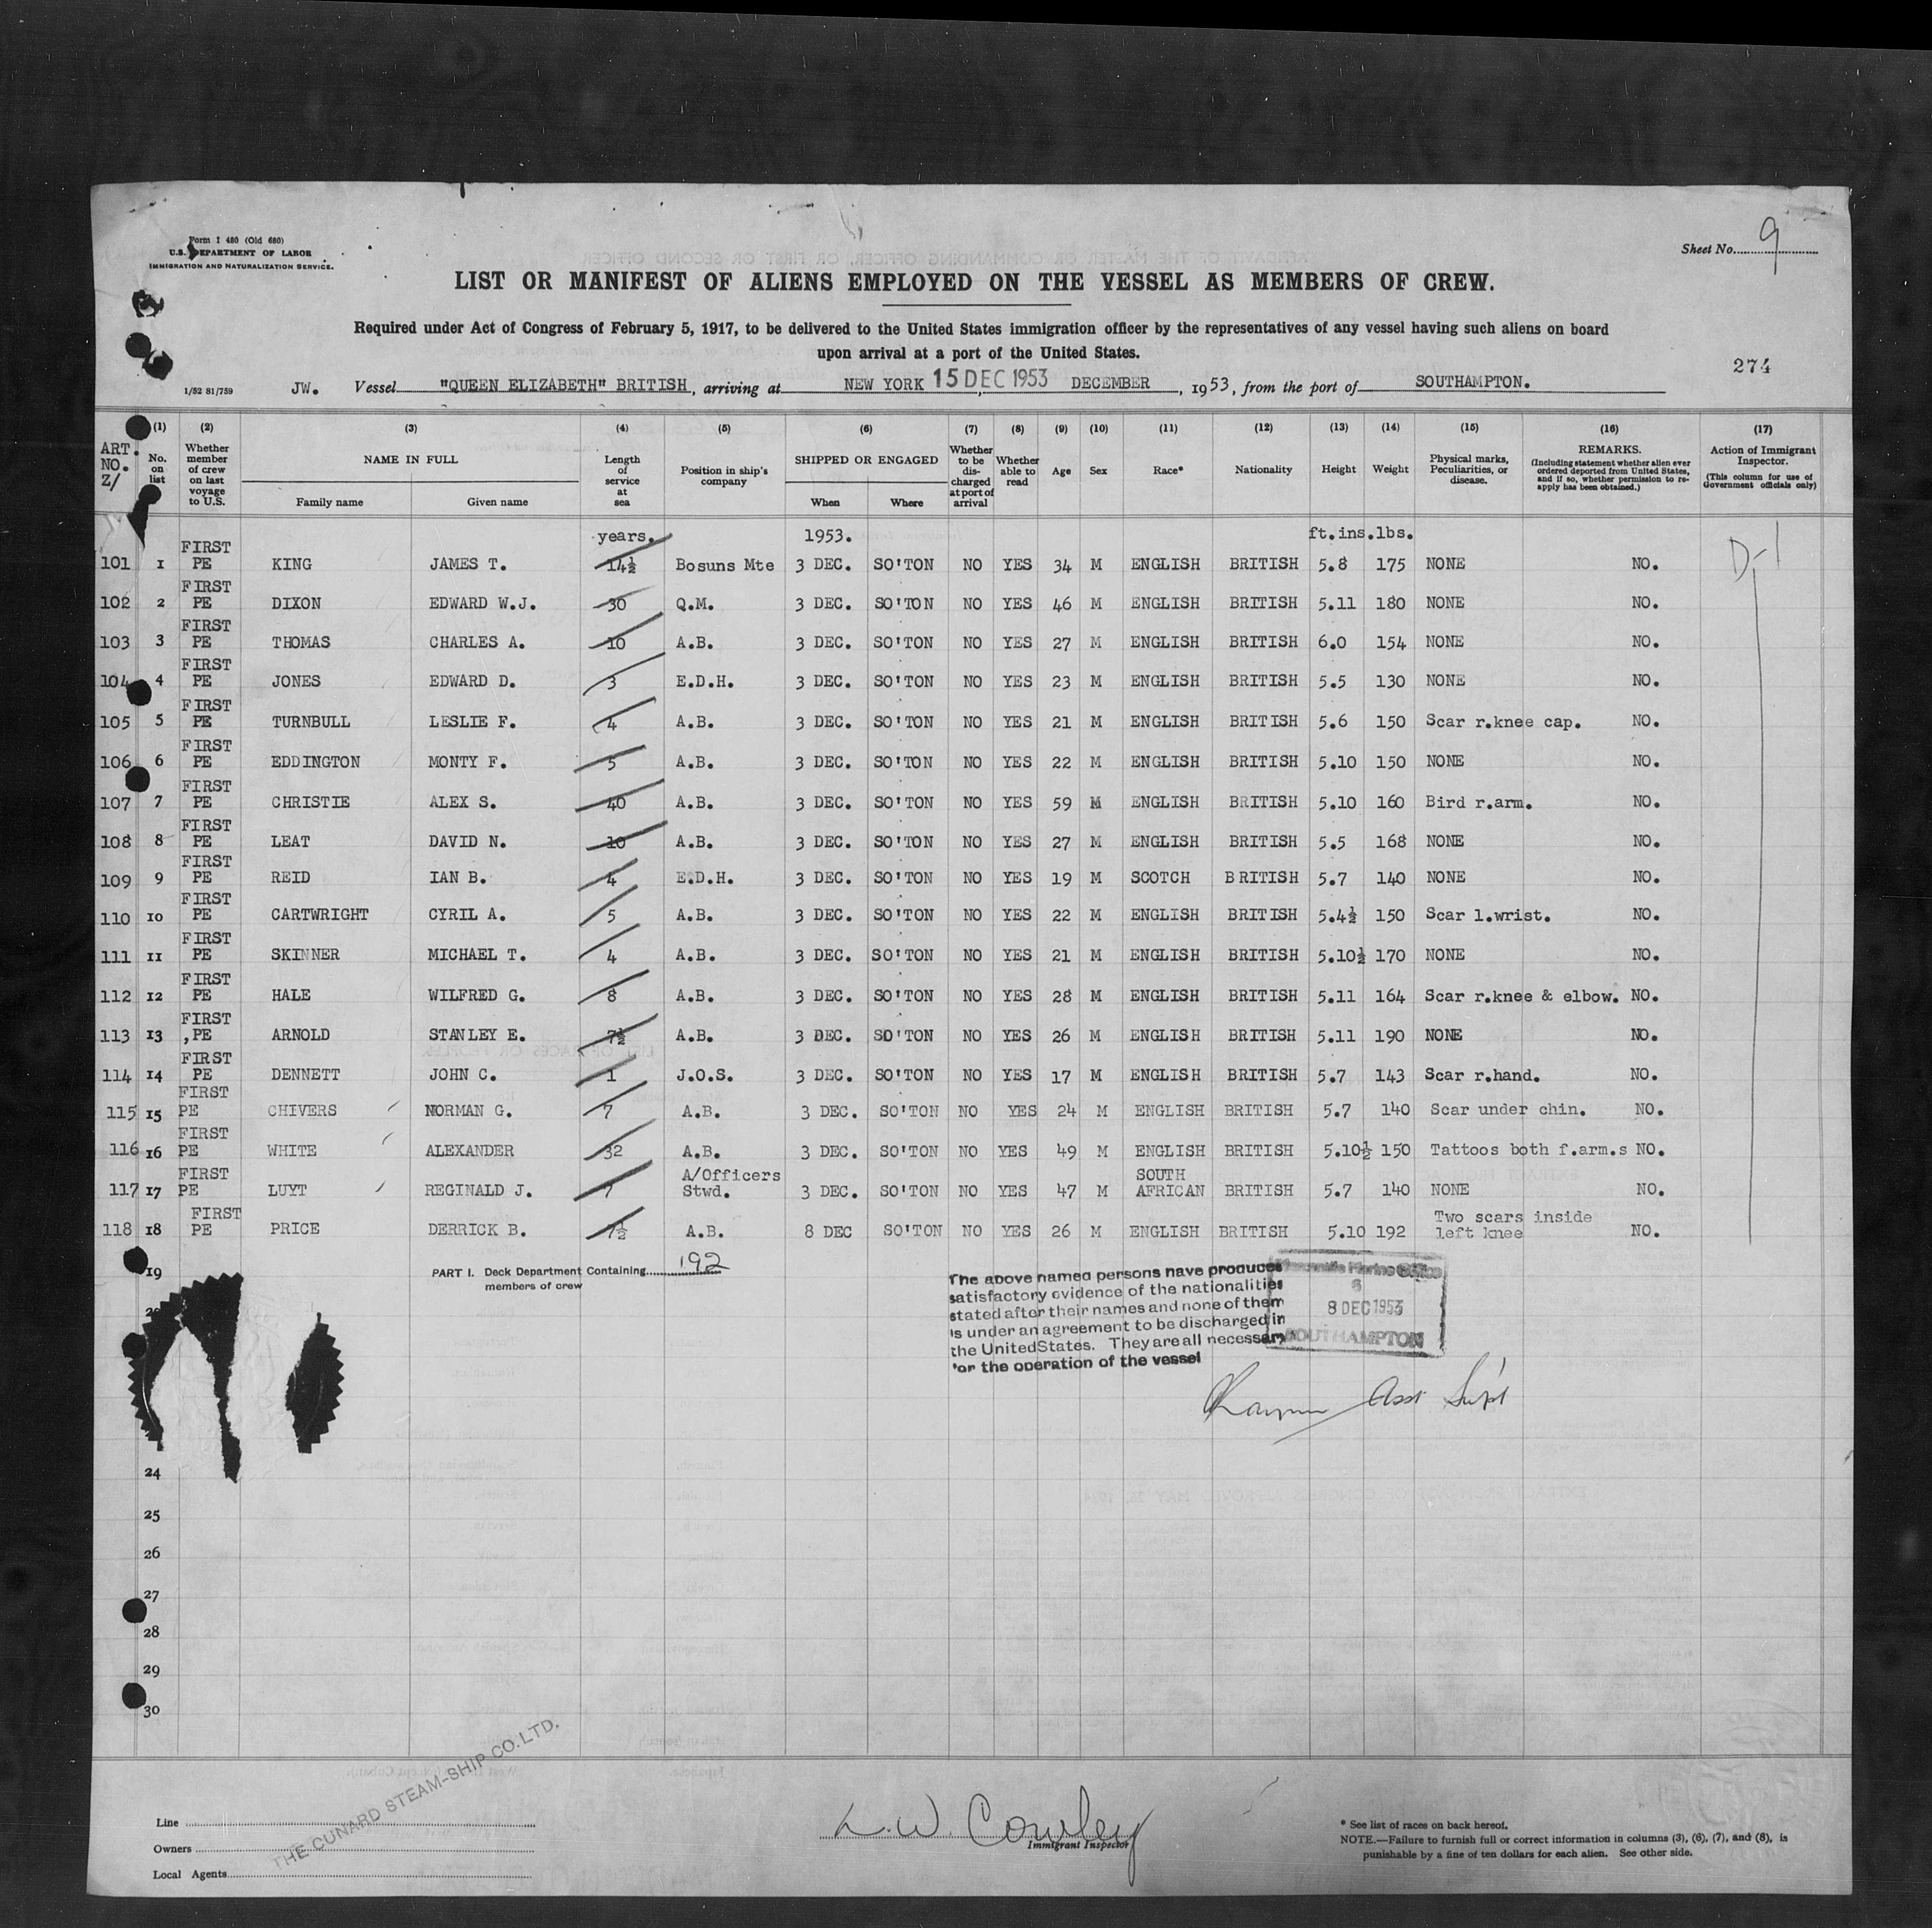 Form I 480 (Old 680)
U.S. DEPARTMENT OF LABOR
IMMIGRATION AND NATURALIZATION SERVICE.
Sheet No. 9
LIST OR MANIFEST OF ALIENS EMPLOYED ON THE VESSEL AS MEMBERS OF CREW.
Required under Act of Congress of February 5, 1917, to be delivered to the United States immigration officer by the representatives of any vessel having such aliens on board
upon arrival at a port of the United States.
274
1/52 81/759 JW. Vessel "QUEEN ELIZABETH" BRITISH, arriving at NEW YORK 15 DEC 1953 DECEMBER, 1953, from the port of SOUTHAMPTON.
ART. NO. Z/
(1) No. on list
(2) Whether member of crew on last voyage to U.S.
(3) NAME IN FULL Family name Given name
(4) Length of service at sea
(5) Position in ship's company
(6) SHIPPED OR ENGAGED When Where
(7) Whether to be discharged at port of arrival
(8) Whether able to read
(9) Age
(10) Sex
(11) Race*
(12) Nationality
(13) Height
(14) Weight
(15) Physical marks, Peculiarities, or disease.
(16) REMARKS. (Including statement whether alien ever ordered deported from United States, and if so, whether permission to re-apply has been obtained.)
(17) Action of Immigrant Inspector. (This column for use of Government officials only)
years. 1953. ft.ins.lbs.
D-1
101 1 FIRST PE KING JAMES T. 14½ Bosuns Mte 3 DEC. SO'TON NO YES 34 M ENGLISH BRITISH 5.8 175 NONE NO.
102 2 FIRST PE DIXON EDWARD W.J. 30 Q.M. 3 DEC. SO'TON NO YES 46 M ENGLISH BRITISH 5.11 180 NONE NO.
103 3 FIRST PE THOMAS CHARLES A. 10 A.B. 3 DEC. SO'TON NO YES 27 M ENGLISH BRITISH 6.0 154 NONE NO.
104 4 FIRST PE JONES EDWARD D. 3 E.D.H. 3 DEC. SO'TON NO YES 23 M ENGLISH BRITISH 5.5 130 NONE NO.
105 5 FIRST PE TURNBULL LESLIE F. 4 A.B. 3 DEC. SO'TON NO YES 21 M ENGLISH BRITISH 5.6 150 Scar r.knee cap. NO.
106 6 FIRST PE EDDINGTON MONTY F. 5 A.B. 3 DEC. SO'TON NO YES 22 M ENGLISH BRITISH 5.10 150 NONE NO.
107 7 FIRST PE CHRISTIE ALEX S. 40 A.B. 3 DEC. SO'TON NO YES 59 M ENGLISH BRITISH 5.10 160 Bird r.arm. NO.
108 8 FIRST PE LEAT DAVID N. 10 A.B. 3 DEC. SO'TON NO YES 27 M ENGLISH BRITISH 5.5 168 NONE NO.
109 9 FIRST PE REID IAN B. 4 E.D.H. 3 DEC. SO'TON NO YES 19 M SCOTCH BRITISH 5.7 140 NONE NO.
110 10 FIRST PE CARTWRIGHT CYRIL A. 5 A.B. 3 DEC. SO'TON NO YES 22 M ENGLISH BRITISH 5.4½ 150 Scar l.wrist. NO.
111 11 FIRST PE SKINNER MICHAEL T. 4 A.B. 3 DEC. SO'TON NO YES 21 M ENGLISH BRITISH 5.10½ 170 NONE NO.
112 12 FIRST PE HALE WILFRED G. 8 A.B. 3 DEC. SO'TON NO YES 28 M ENGLISH BRITISH 5.11 164 Scar r.knee & elbow. NO.
113 13 FIRST ,PE ARNOLD STANLEY E. 7½ A.B. 3 DEC. SO'TON NO YES 26 M ENGLISH BRITISH 5.11 190 NONE NO.
114 14 FIRST PE DENNETT JOHN C. 1 J.O.S. 3 DEC. SO'TON NO YES 17 M ENGLISH BRITISH 5.7 143 Scar r.hand. NO.
115 15 FIRST PE CHIVERS NORMAN G. 7 A.B. 3 DEC. SO'TON NO YES 24 M ENGLISH BRITISH 5.7 140 Scar under chin. NO.
116 16 FIRST PE WHITE ALEXANDER 32 A.B. 3 DEC. SO'TON NO YES 49 M ENGLISH BRITISH 5.10½ 150 Tattoos both f.arm.s NO.
117 17 FIRST PE LUYT REGINALD J. 7 A/Officers Stwd. 3 DEC. SO'TON NO YES 47 M SOUTH AFRICAN BRITISH 5.7 140 NONE NO.
118 18 FIRST PE PRICE DERRICK B. 7½ A.B. 8 DEC SO'TON NO YES 26 M ENGLISH BRITISH 5.10 192 Two scars inside left knee NO.
19
PART I. Deck Department Containing 192
members of crew
The above named persons have produced
satisfactory evidence of the nationalities
stated after their names and none of them
is under an agreement to be discharged in
the United States. They are all necessary
for the operation of the vessel
Mercantile Marine Office
6
8 DEC 1953
SOUTHAMPTON
Asst Supt
24
25
26
27
28
29
30
Line
Owners
Local Agents
THE CUNARD STEAM-SHIP CO. LTD.
L.W. Cowley
Immigrant Inspector
* See list of races on back hereof.
NOTE.—Failure to furnish full or correct information in columns (3), (6), (7), and (8), is
punishable by a fine of ten dollars for each alien. See other side.